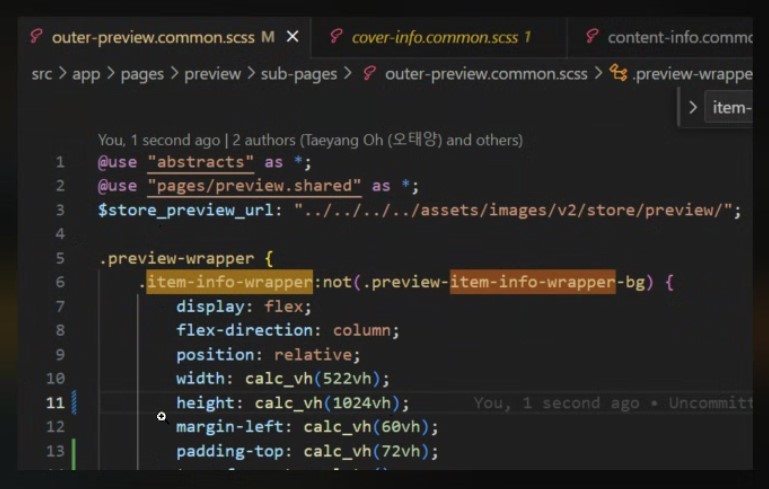 outer-preview.common.scss M
cover-info.common.scss 1
content-info.commo
src > app > pages > preview > sub-pages > outer-preview.common.scss > .preview-wrappe
item-
You, 1 second ago | 2 authors (Taeyang Oh (오태양) and others)
1 @use "abstracts" as *;
2 @use "pages/preview.shared" as *;
3 $store_preview_url: "../../../../assets/images/v2/store/preview/";
4
5 .preview-wrapper {
6 .item-info-wrapper:not(.preview-item-info-wrapper-bg) {
7 display: flex;
8 flex-direction: column;
9 position: relative;
10 width: calc_vh(522vh);
11 height: calc_vh(1024vh); You, 1 second ago • Uncommitt
12 margin-left: calc_vh(60vh);
13 padding-top: calc_vh(72vh);